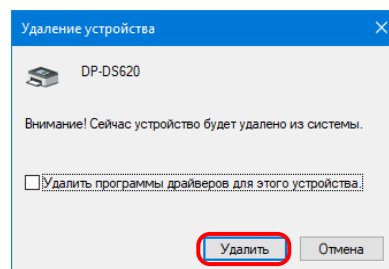 Удаление устройства
DP-DS620
Внимание! Сейчас устройство будет удалено из системы.
Удалить программы драйверов для этого устройства.
Удалить Отмена